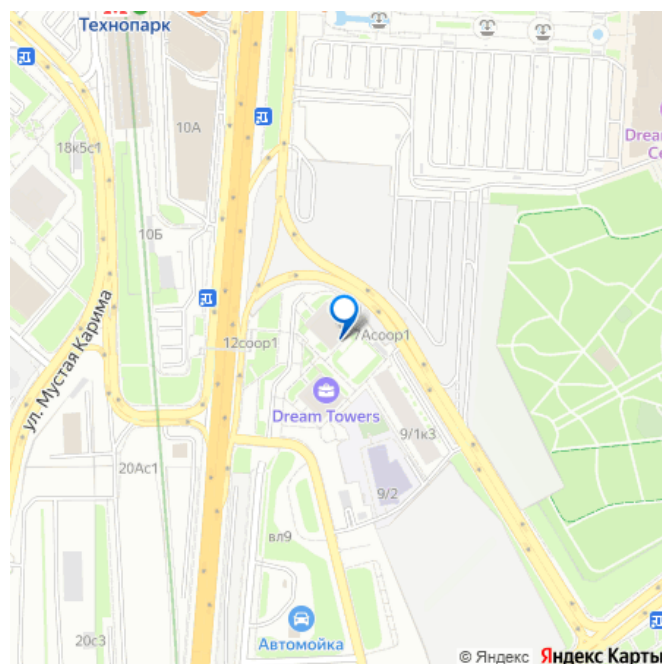 Технопарк
10А
18к5с1
Dream
Се
10Б
ул. Мустая Карима
12соор1
7Асоор1
Dream Towers
9/1к3
20Ас1
9/2
вл9
Автомойка
20с3
© Яндекс Яндекс Карты